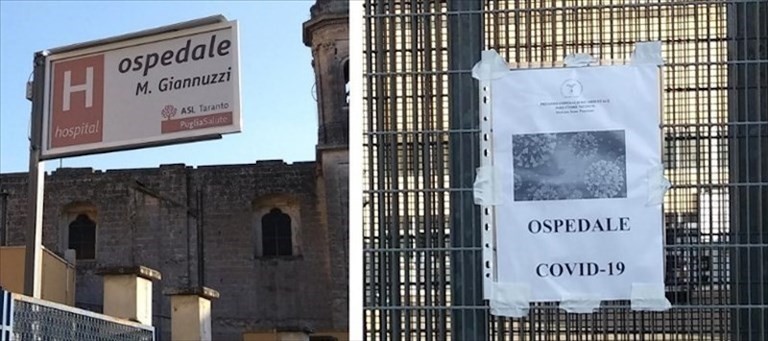 H
hospital
ospedale
M. Giannuzzi
ASL Taranto
PugliaSalute
OSPEDALE
COVID-19